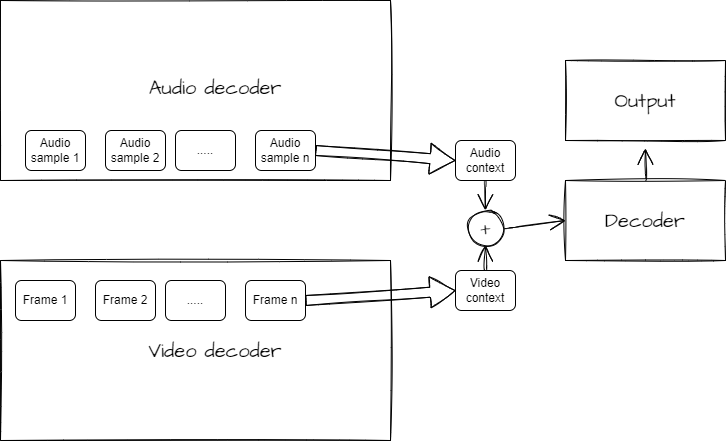 Audio decoder
Audio
sample 1
Audio
sample 2
.....
Audio
sample n
Audio
context
+
Video
context
Output
Decoder
Frame 1
Frame 2
.....
Frame n
Video decoder